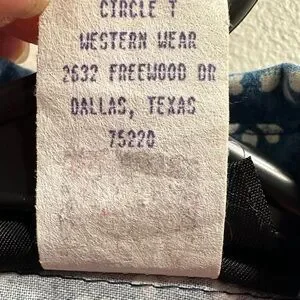 CIRCLE T
WESTERN WEAR
2632 FREEWOOD DR
DALLAS, TEXAS
75220